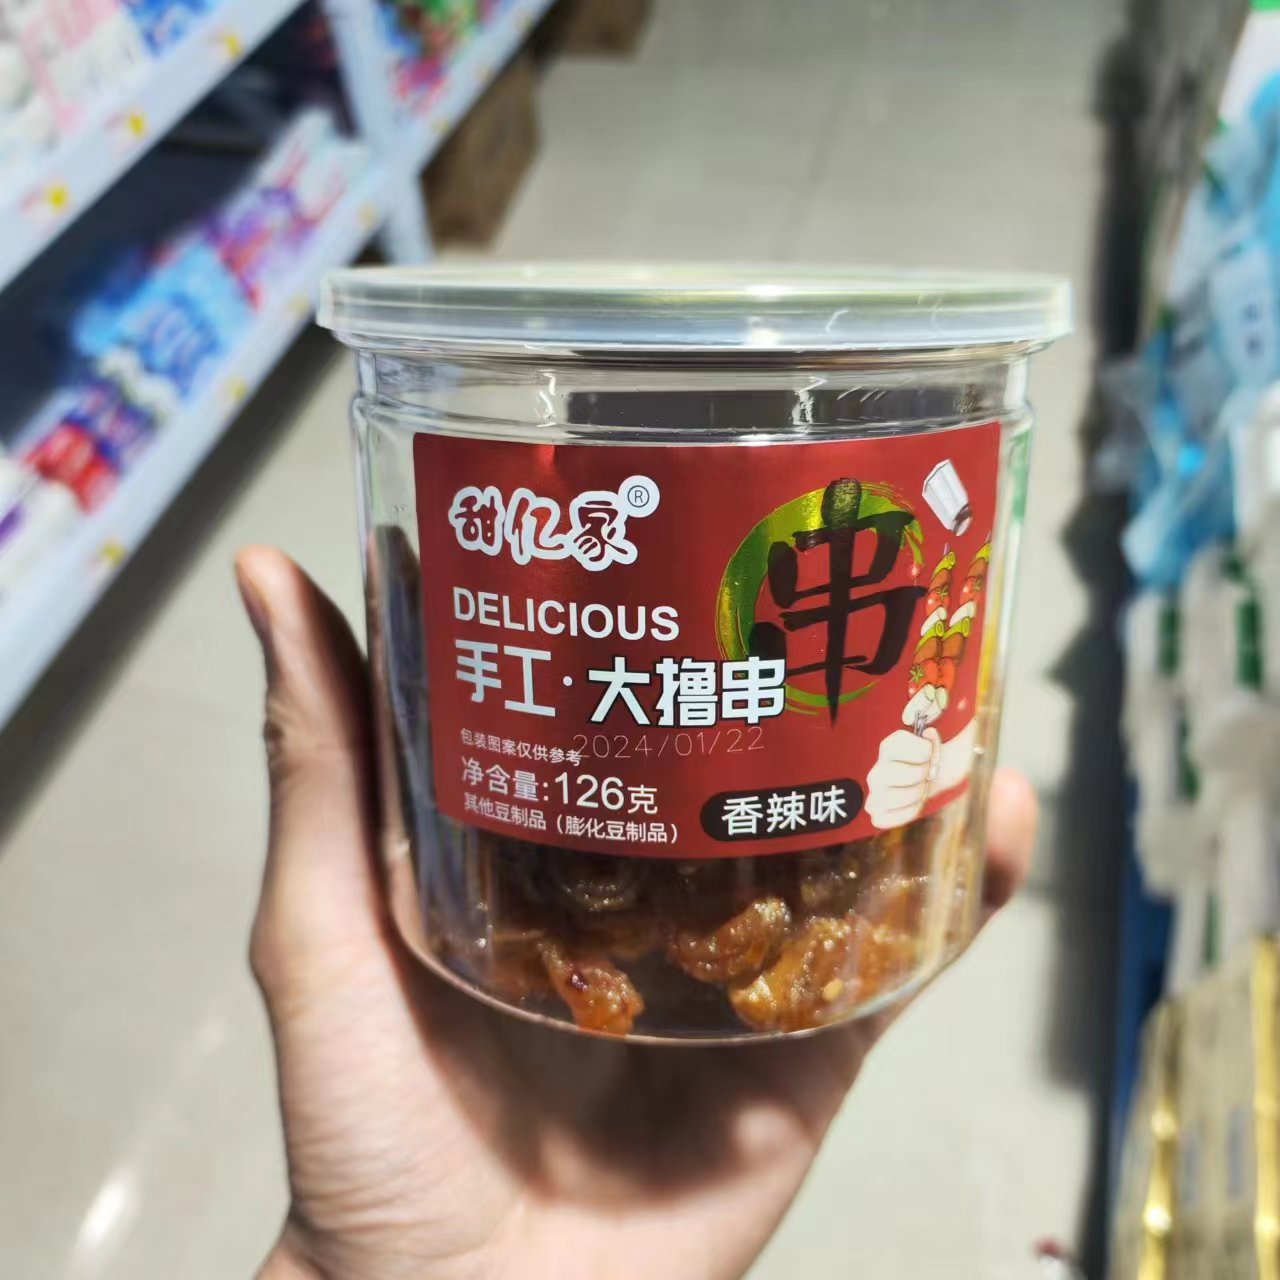 甜亿家®
串
DELICIOUS
手工·大撸串
包装图案仅供参考
2024/01/22
净含量:126克
其他豆制品（膨化豆制品）
香辣味